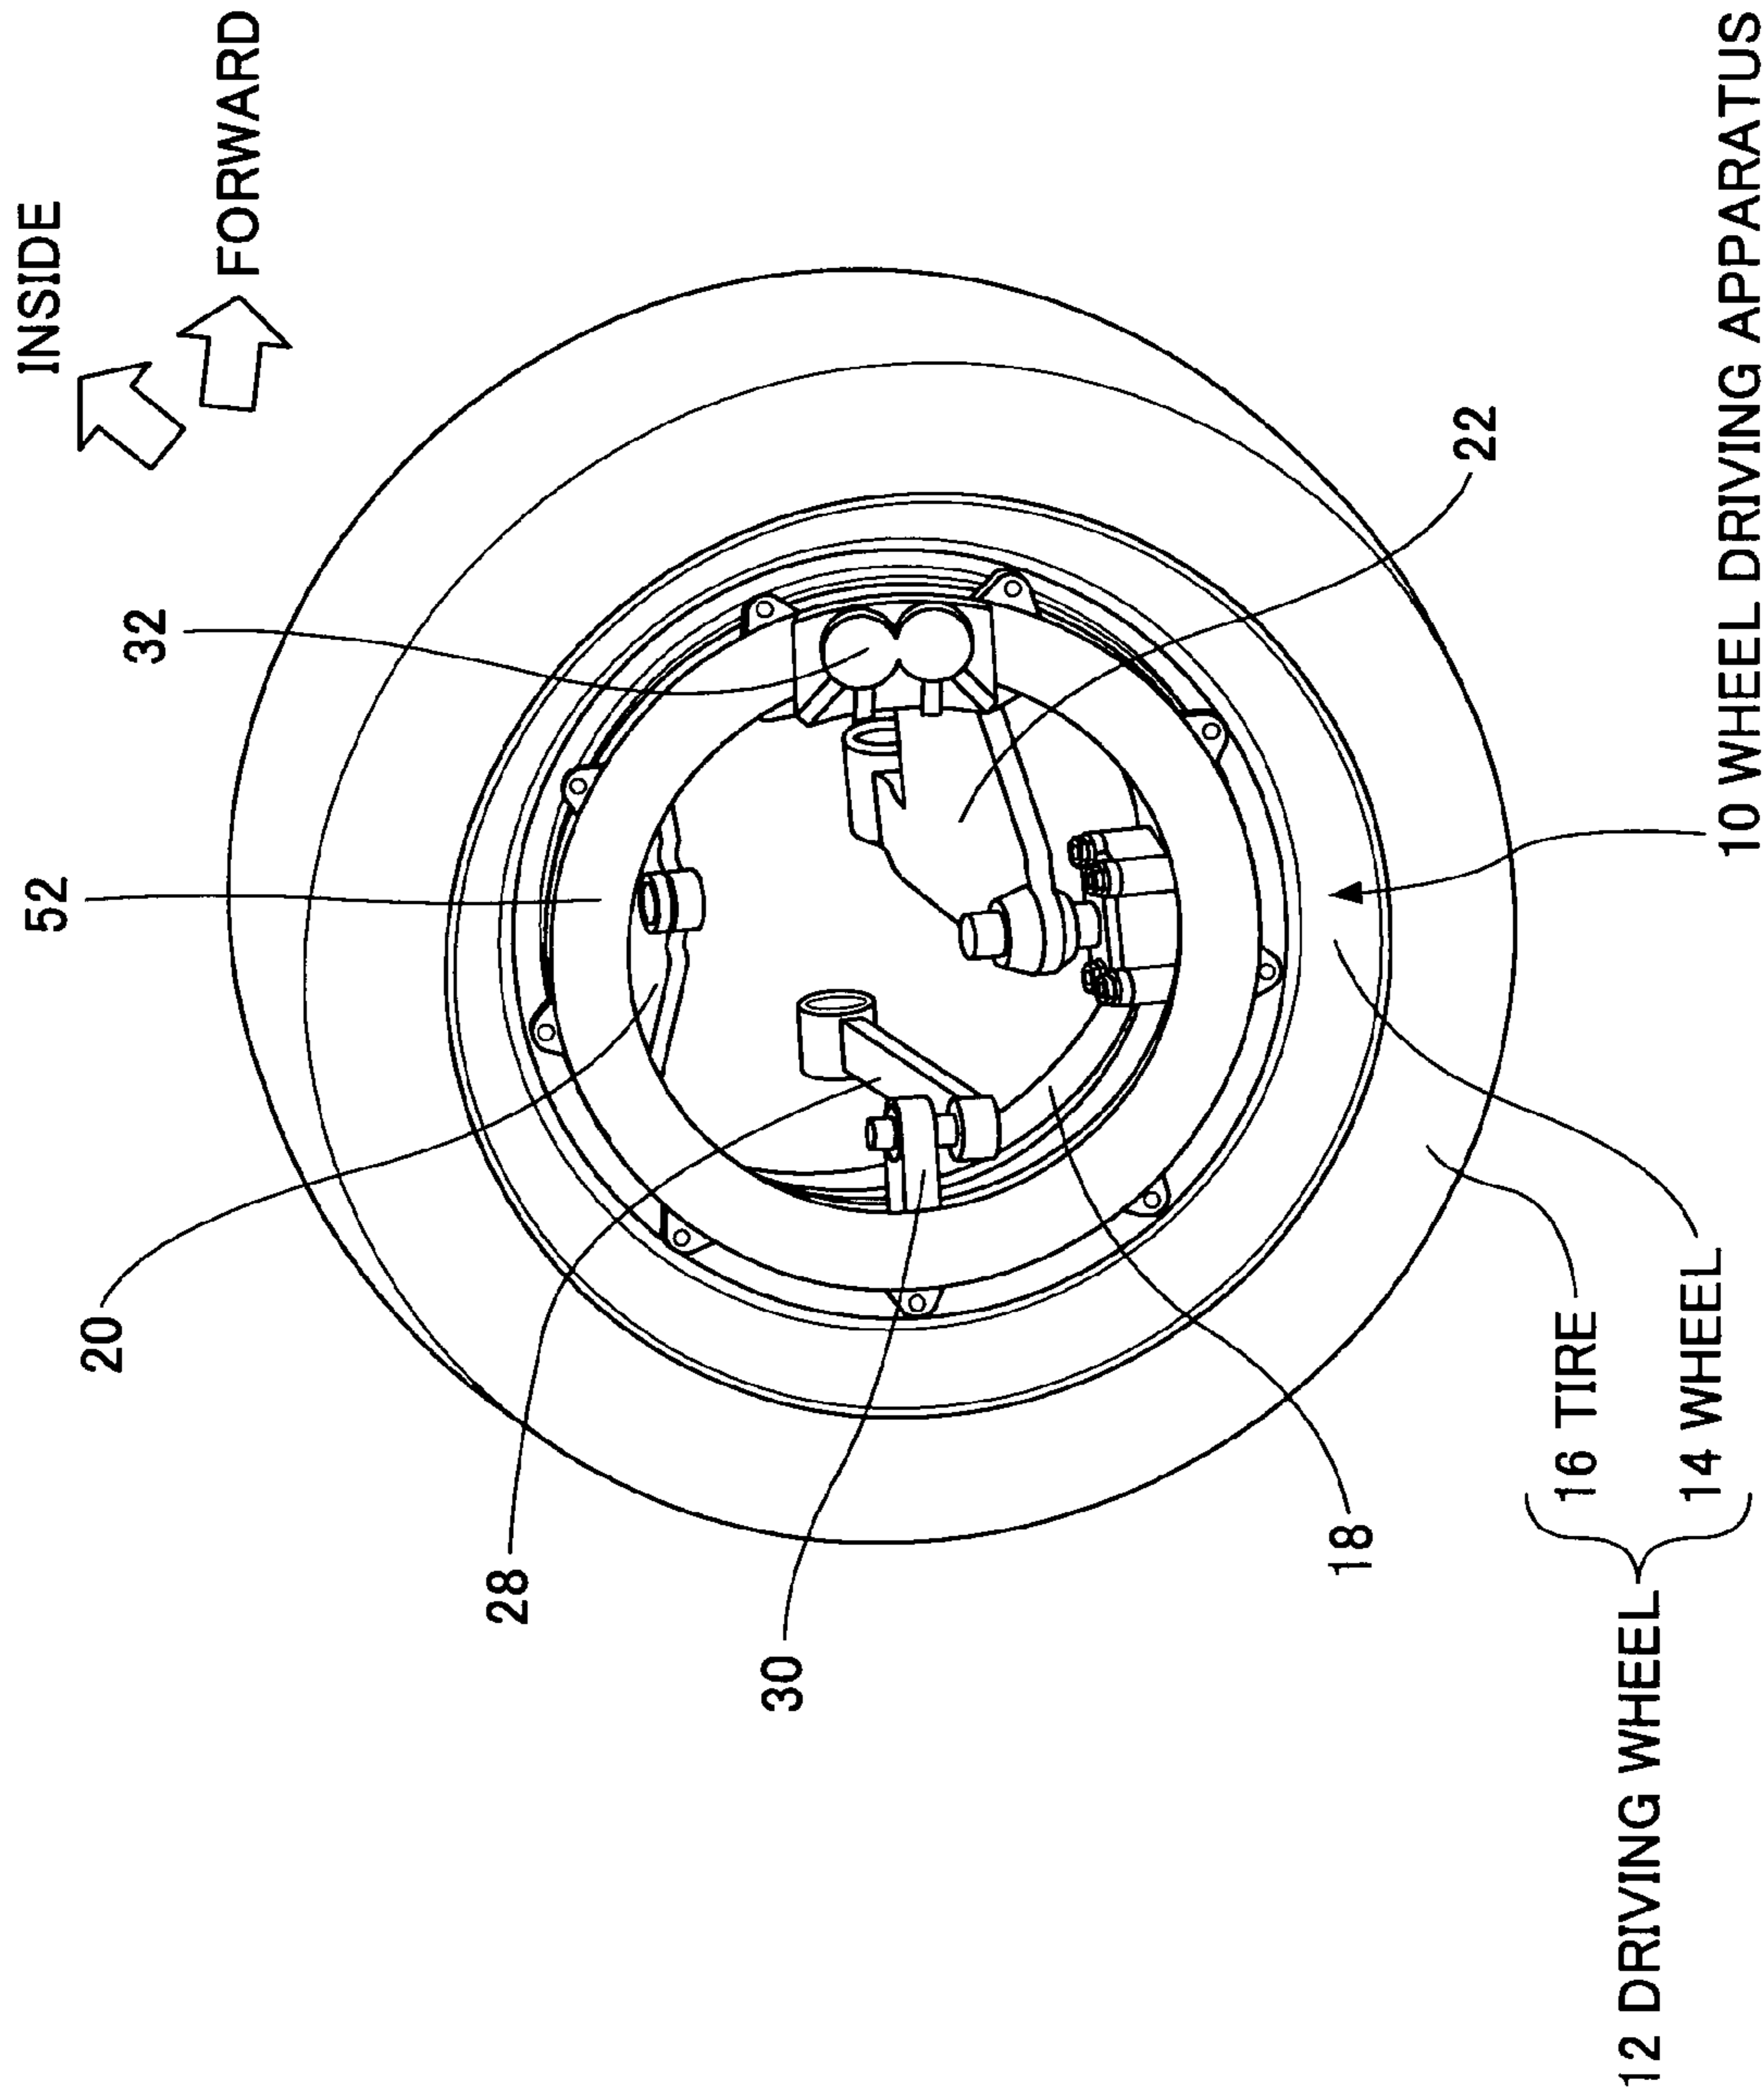 INSIDE
FORWARD
32
52
20
28
30
22
18
10 WHEEL DRIVING APPARATUS
16 TIRE
14 WHEEL
12 DRIVING WHEEL